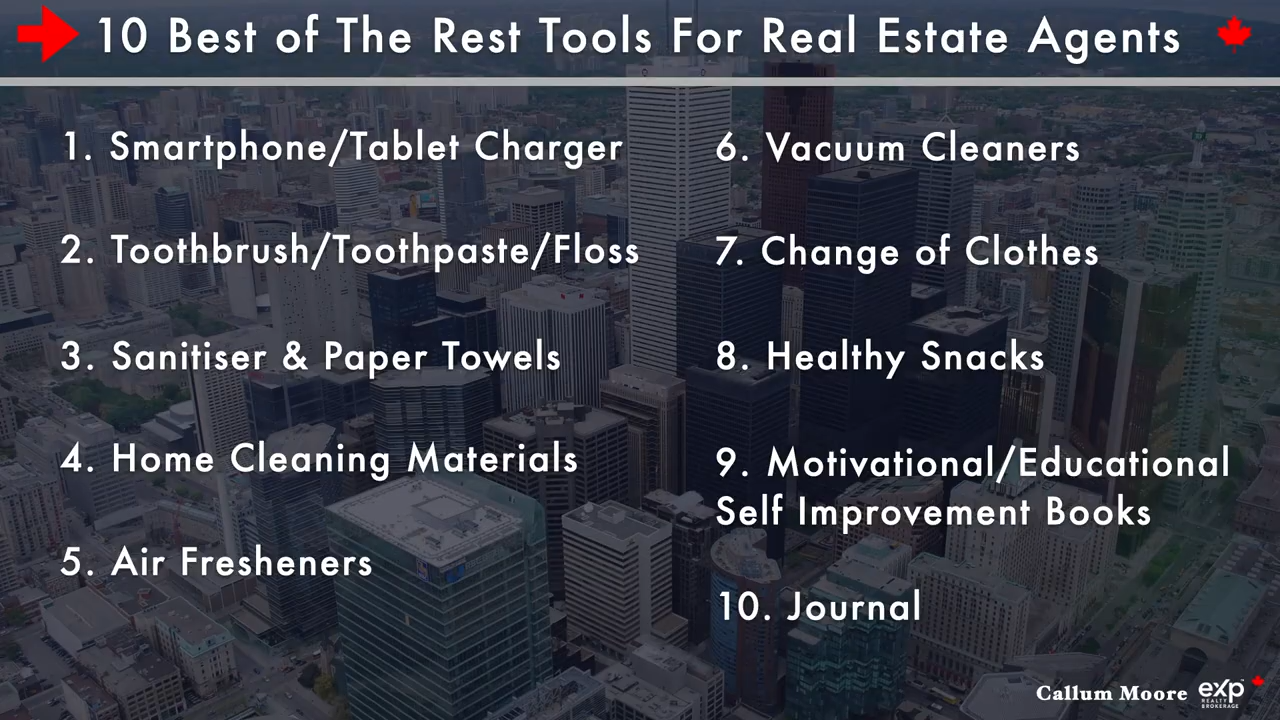 10 Best of The Rest Tools For Real Estate Agents
1. Smartphone/Tablet Charger
2. Toothbrush/Toothpaste/Floss
3. Sanitiser & Paper Towels
4. Home Cleaning Materials
5. Air Fresheners
6. Vacuum Cleaners
7. Change of Clothes
8. Healthy Snacks
9. Motivational/Educational
Self Improvement Books
10. Journal
Callum Moore
exp
REALTY
BROKERAGE